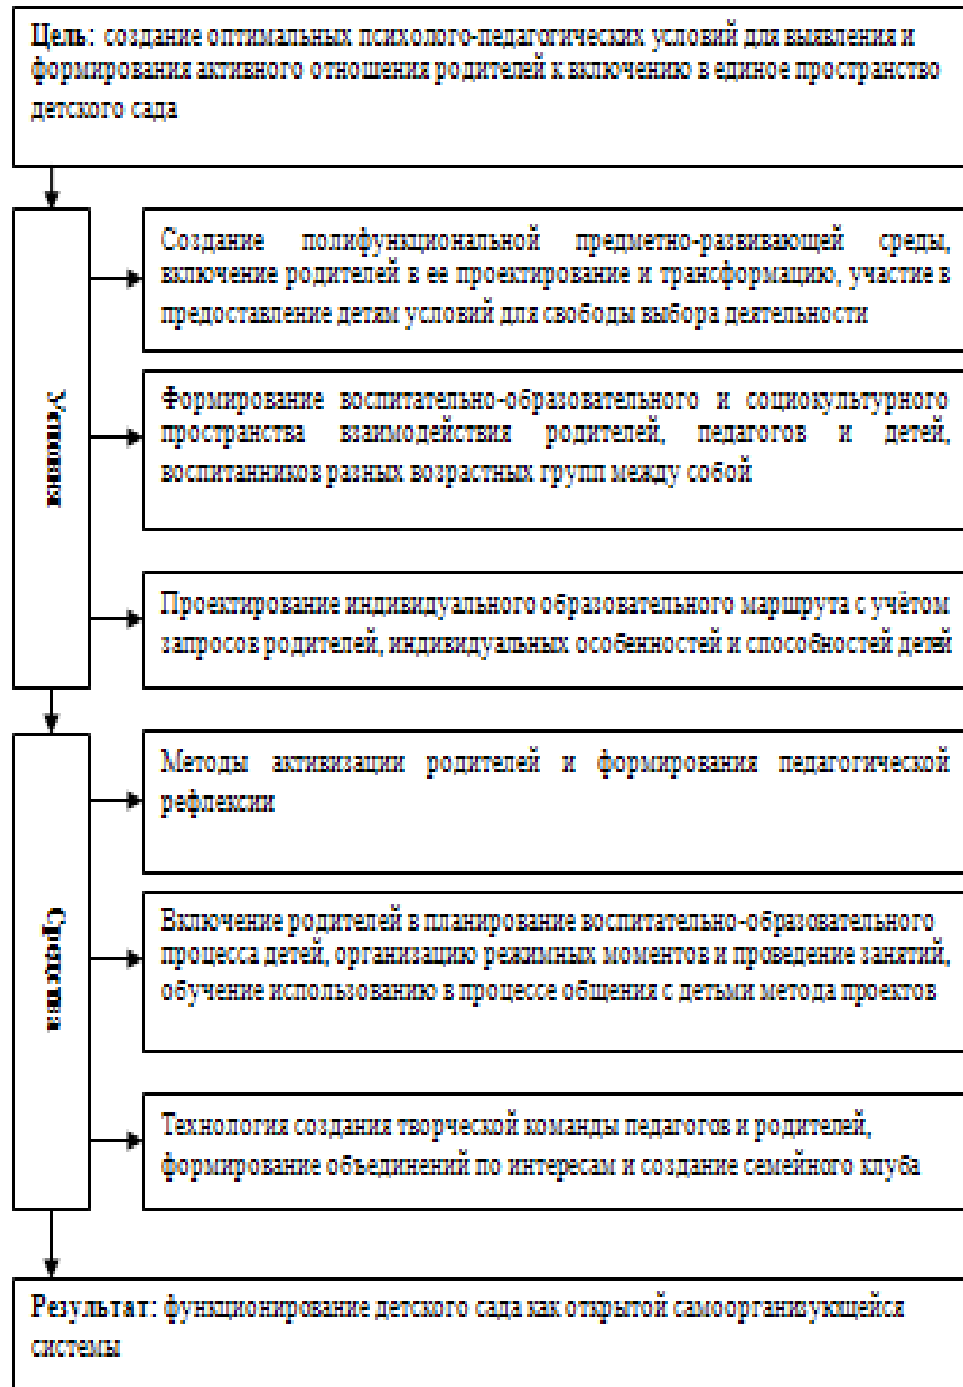 Цель: создание оптимальных психолого-педагогических условий для выявления и
формирования активного отношения родителей к включению в единое пространство
детского сада
Условия
Создание полифункциональной предметно-развивающей среды,
включение родителей в ее проектирование и трансформацию, участие в
предоставление детям условий для свободы выбора деятельности
Формирование воспитательно-образовательного и социокультурного
пространства взаимодействия родителей, педагогов и детей,
воспитанников разных возрастных групп между собой
Проектирование индивидуального образовательного маршрута с учётом
запросов родителей, индивидуальных особенностей и способностей детей
Средства
Методы активизации родителей и формирования педагогической
рефлексии
Включение родителей в планирование воспитательно-образовательного
процесса детей, организацию режимных моментов и проведение занятий,
обучение использованию в процессе общения с детьми метода проектов
Технология создания творческой команды педагогов и родителей,
формирование объединений по интересам и создание семейного клуба
Результат: функционирование детского сада как открытой самоорганизующейся
системы